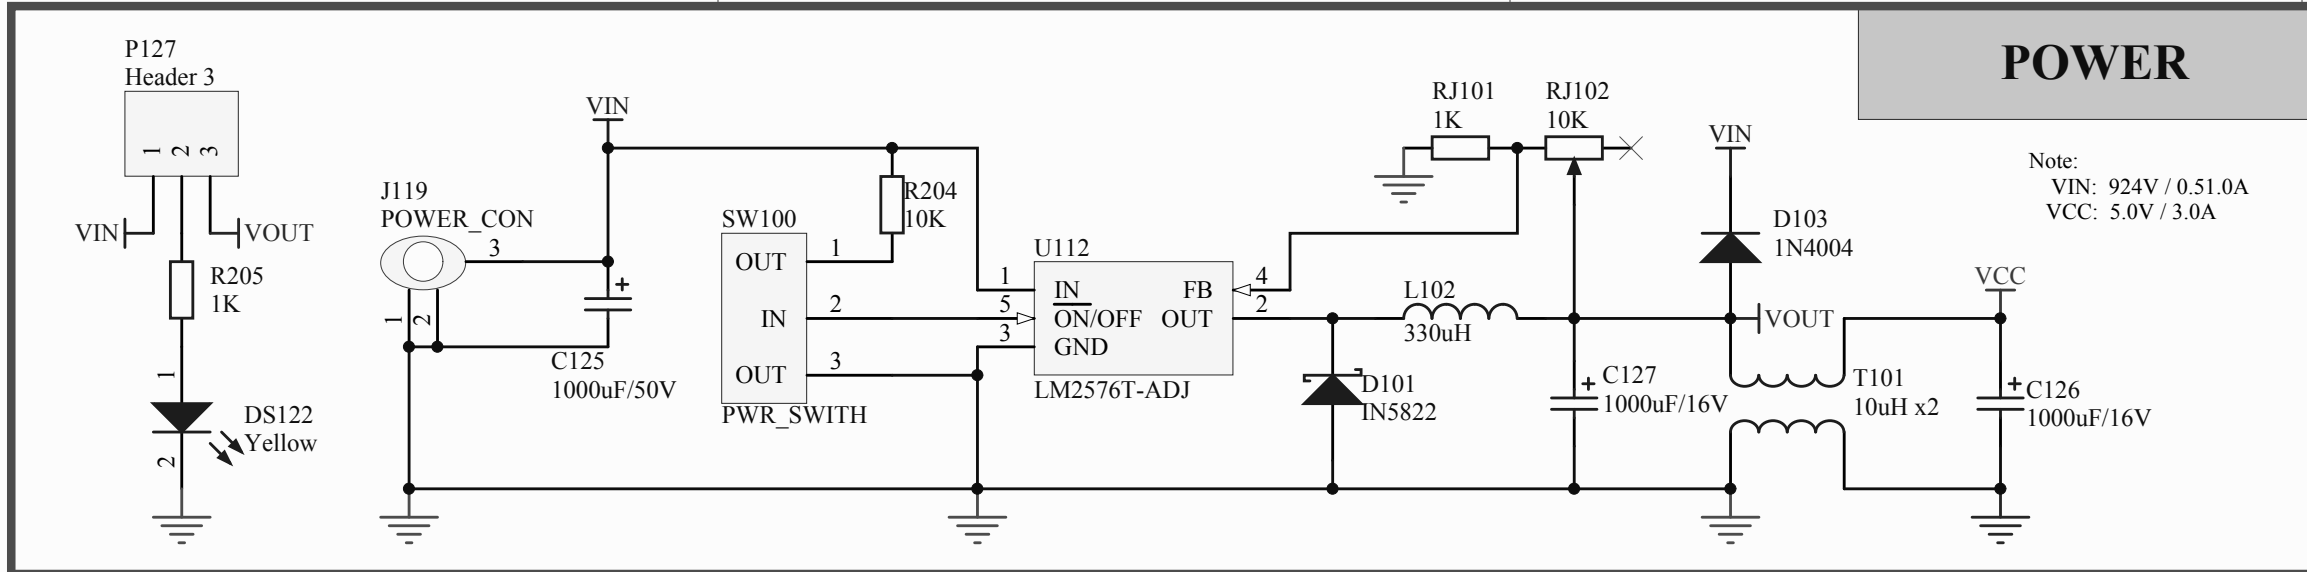 POWER
P127
Header 3
1
2
3
VIN
VOUT
R205
1K
1
DS122
Yellow
2
J119
POWER_CON
3
1
2
VIN
C125
1000uF/50V
+
R204
10K
SW100
OUT
1
IN
2
OUT
3
PWR_SWITH
U112
1
IN
5
ON/OFF
3
GND
FB
4
OUT
2
LM2576T-ADJ
RJ101
1K
RJ102
10K
L102
330uH
D101
IN5822
+
C127
1000uF/16V
VIN
D103
1N4004
VOUT
T101
10uH x2
VCC
+
C126
1000uF/16V
Note:
VIN: 924V / 0.51.0A
VCC: 5.0V / 3.0A